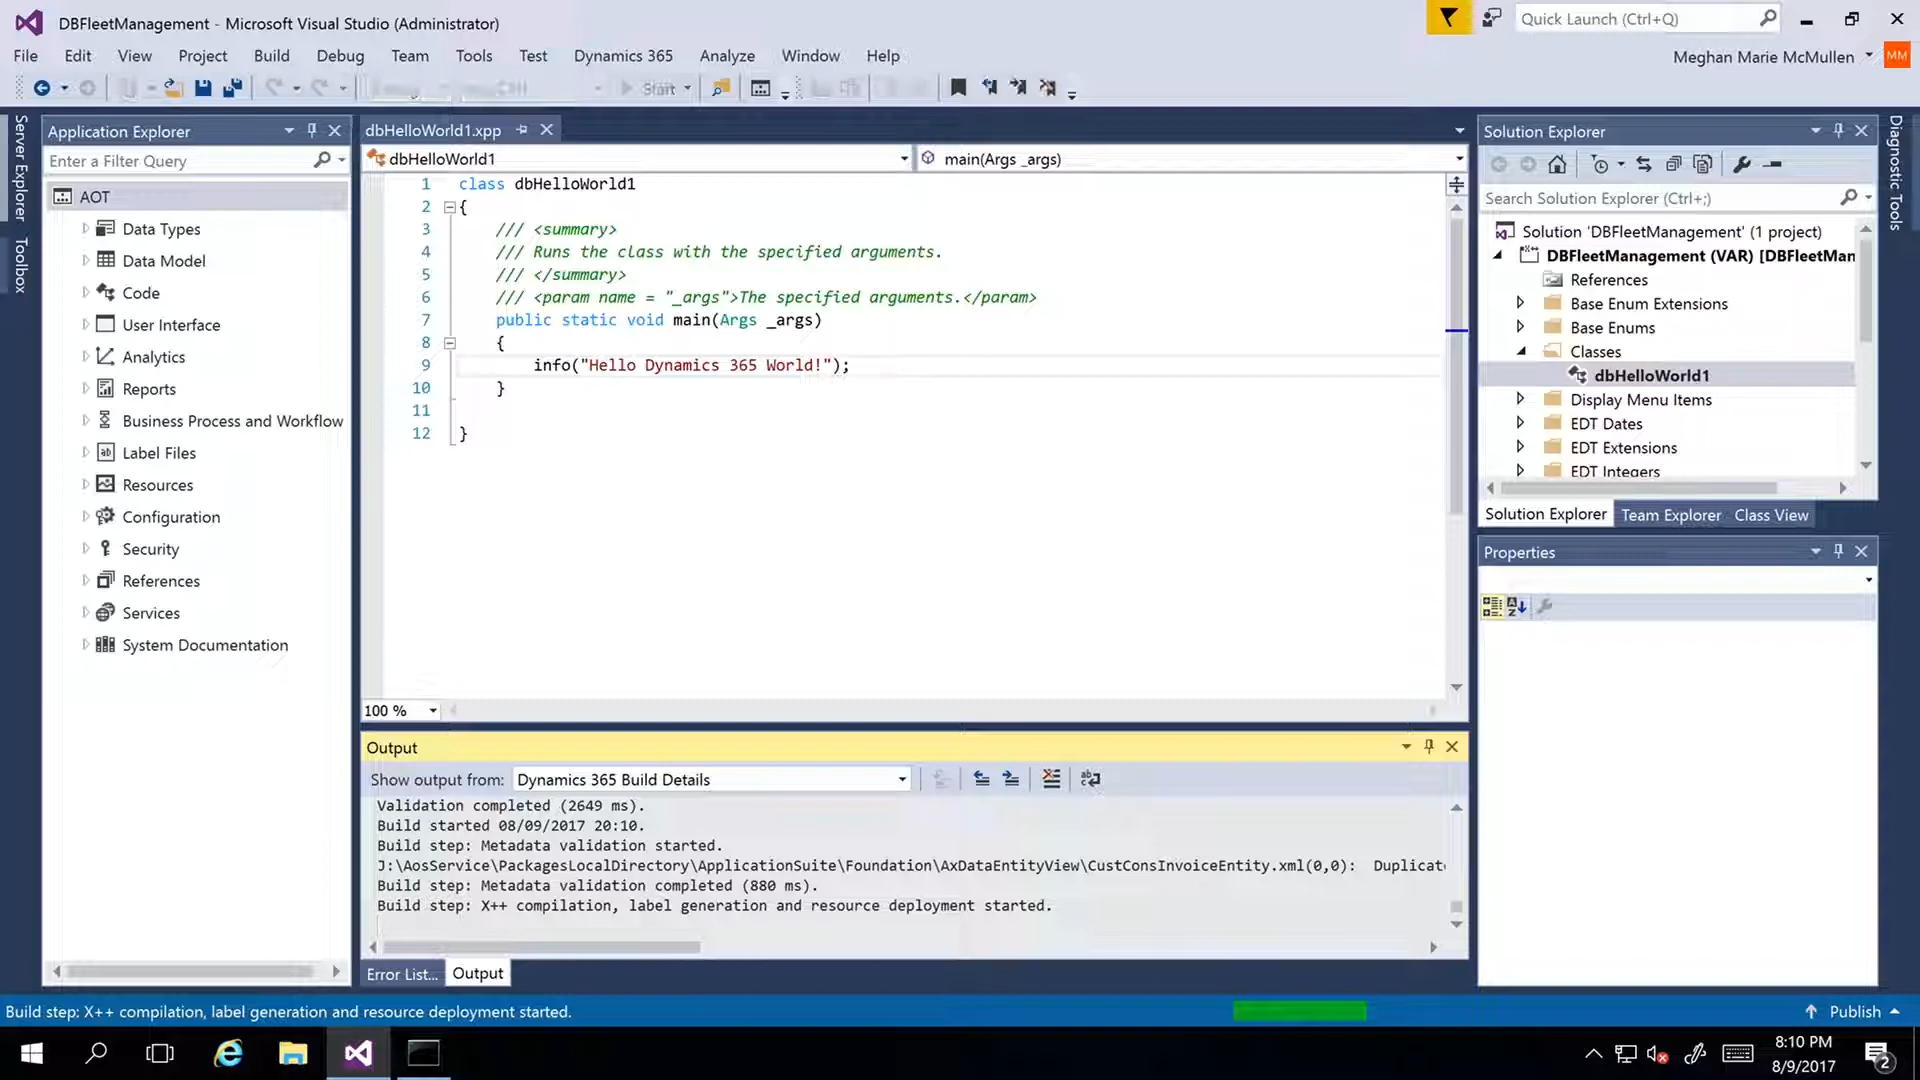 DBFleetManagement - Microsoft Visual Studio (Administrator)
Quick Launch (Ctrl+Q)
File Edit View Project Build Debug Team Tools Test Dynamics 365 Analyze Window Help
Meghan Marie McMullen
MM
Start
Server Explorer
Toolbox
Application Explorer
Enter a Filter Query
AOT
Data Types
Data Model
Code
User Interface
Analytics
Reports
Business Process and Workflow
Label Files
Resources
Configuration
Security
References
Services
System Documentation
dbHelloWorld1.xpp
dbHelloWorld1
main(Args _args)
1 class dbHelloWorld1
2 {
3 /// <summary>
4 /// Runs the class with the specified arguments.
5 /// </summary>
6 /// <param name = "_args">The specified arguments.</param>
7 public static void main(Args _args)
8 {
9 info("Hello Dynamics 365 World!");
10 }
11
12 }
100 %
Output
Show output from: Dynamics 365 Build Details
Validation completed (2649 ms).
Build started 08/09/2017 20:10.
Build step: Metadata validation started.
J:\AosService\PackagesLocalDirectory\ApplicationSuite\Foundation\AxDataEntityView\CustConsInvoiceEntity.xml(0,0): Duplicat
Build step: Metadata validation completed (880 ms).
Build step: X++ compilation, label generation and resource deployment started.
Error List...
Output
Solution Explorer
Search Solution Explorer (Ctrl+;)
Solution 'DBFleetManagement' (1 project)
DBFleetManagement (VAR) [DBFleetMan
References
Base Enum Extensions
Base Enums
Classes
dbHelloWorld1
Display Menu Items
EDT Dates
EDT Extensions
EDT Integers
Solution Explorer Team Explorer Class View
Properties
Diagnostic Tools
Build step: X++ compilation, label generation and resource deployment started.
Publish
8:10 PM
8/9/2017
2